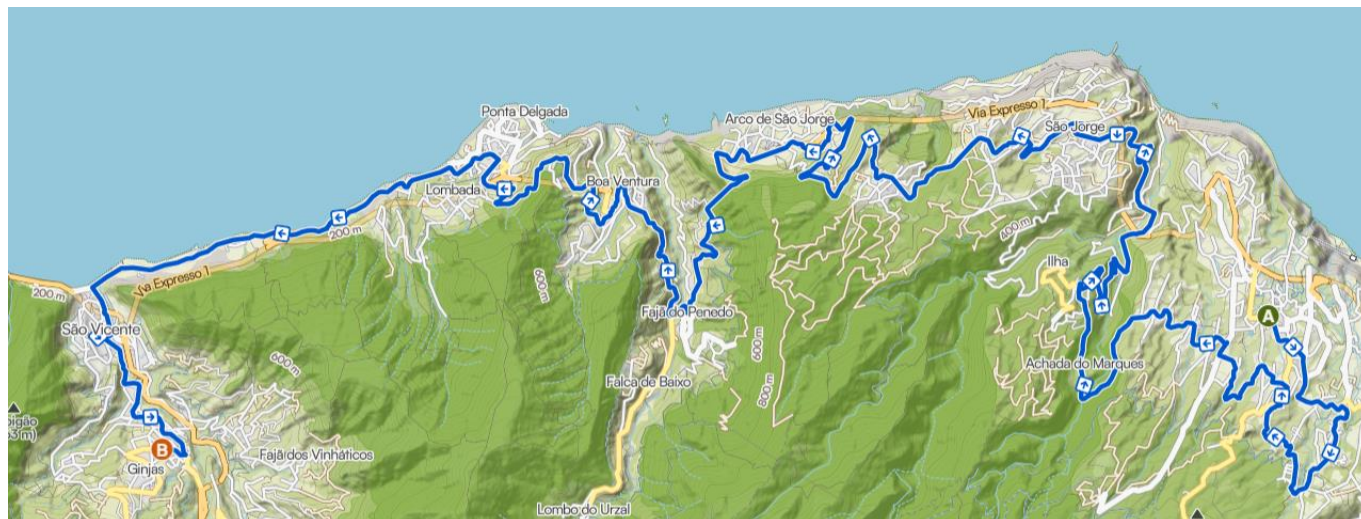 Ponta Delgada
Arco de São Jorge
Via Expresso 1
São Jorge
Lombada
Boa Ventura
200 m
400 m
600 m
Ilha
200 m
Via Expresso 1
Fajã do Penedo
A
São Vicente
600 m
600 m
800 m
Achada do Marques
Falca de Baixo
B
Ginjas
Fajã dos Vinháticos
Lombo do Urzal